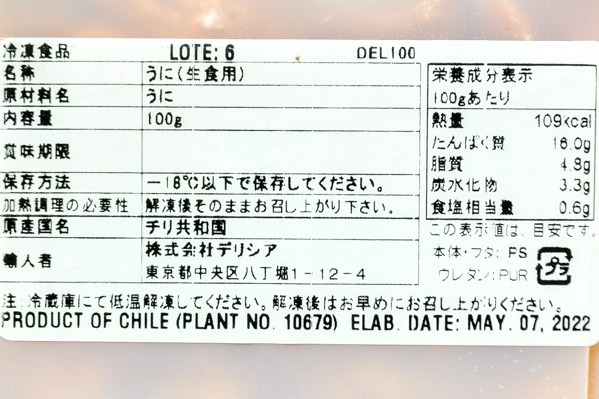 冷凍食品 LOTE: 6 DEL100
名称 うに(生食用)
原材料名 うに
内容量 100g
賞味期限
保存方法 －18℃以下で保存してください。
加熱調理の必要性 解凍後そのままお召し上がり下さい。
原産国名 チリ共和国
輸入者 株式会社デリシア
東京都中央区八丁堀1-12-4
栄養成分表示
100gあたり
熱量 109kcal
たんぱく質 16.0g
脂質 4.8g
炭水化物 3.3g
食塩相当量 0.6g
この表示値は、目安です。
本体・フタ: PS
ウレタン: PUR
プラ
注:冷蔵庫にて低温解凍してください。解凍後はお早めにお召し上がりください。
PRODUCT OF CHILE (PLANT NO. 10679) ELAB. DATE: MAY. 07, 2022